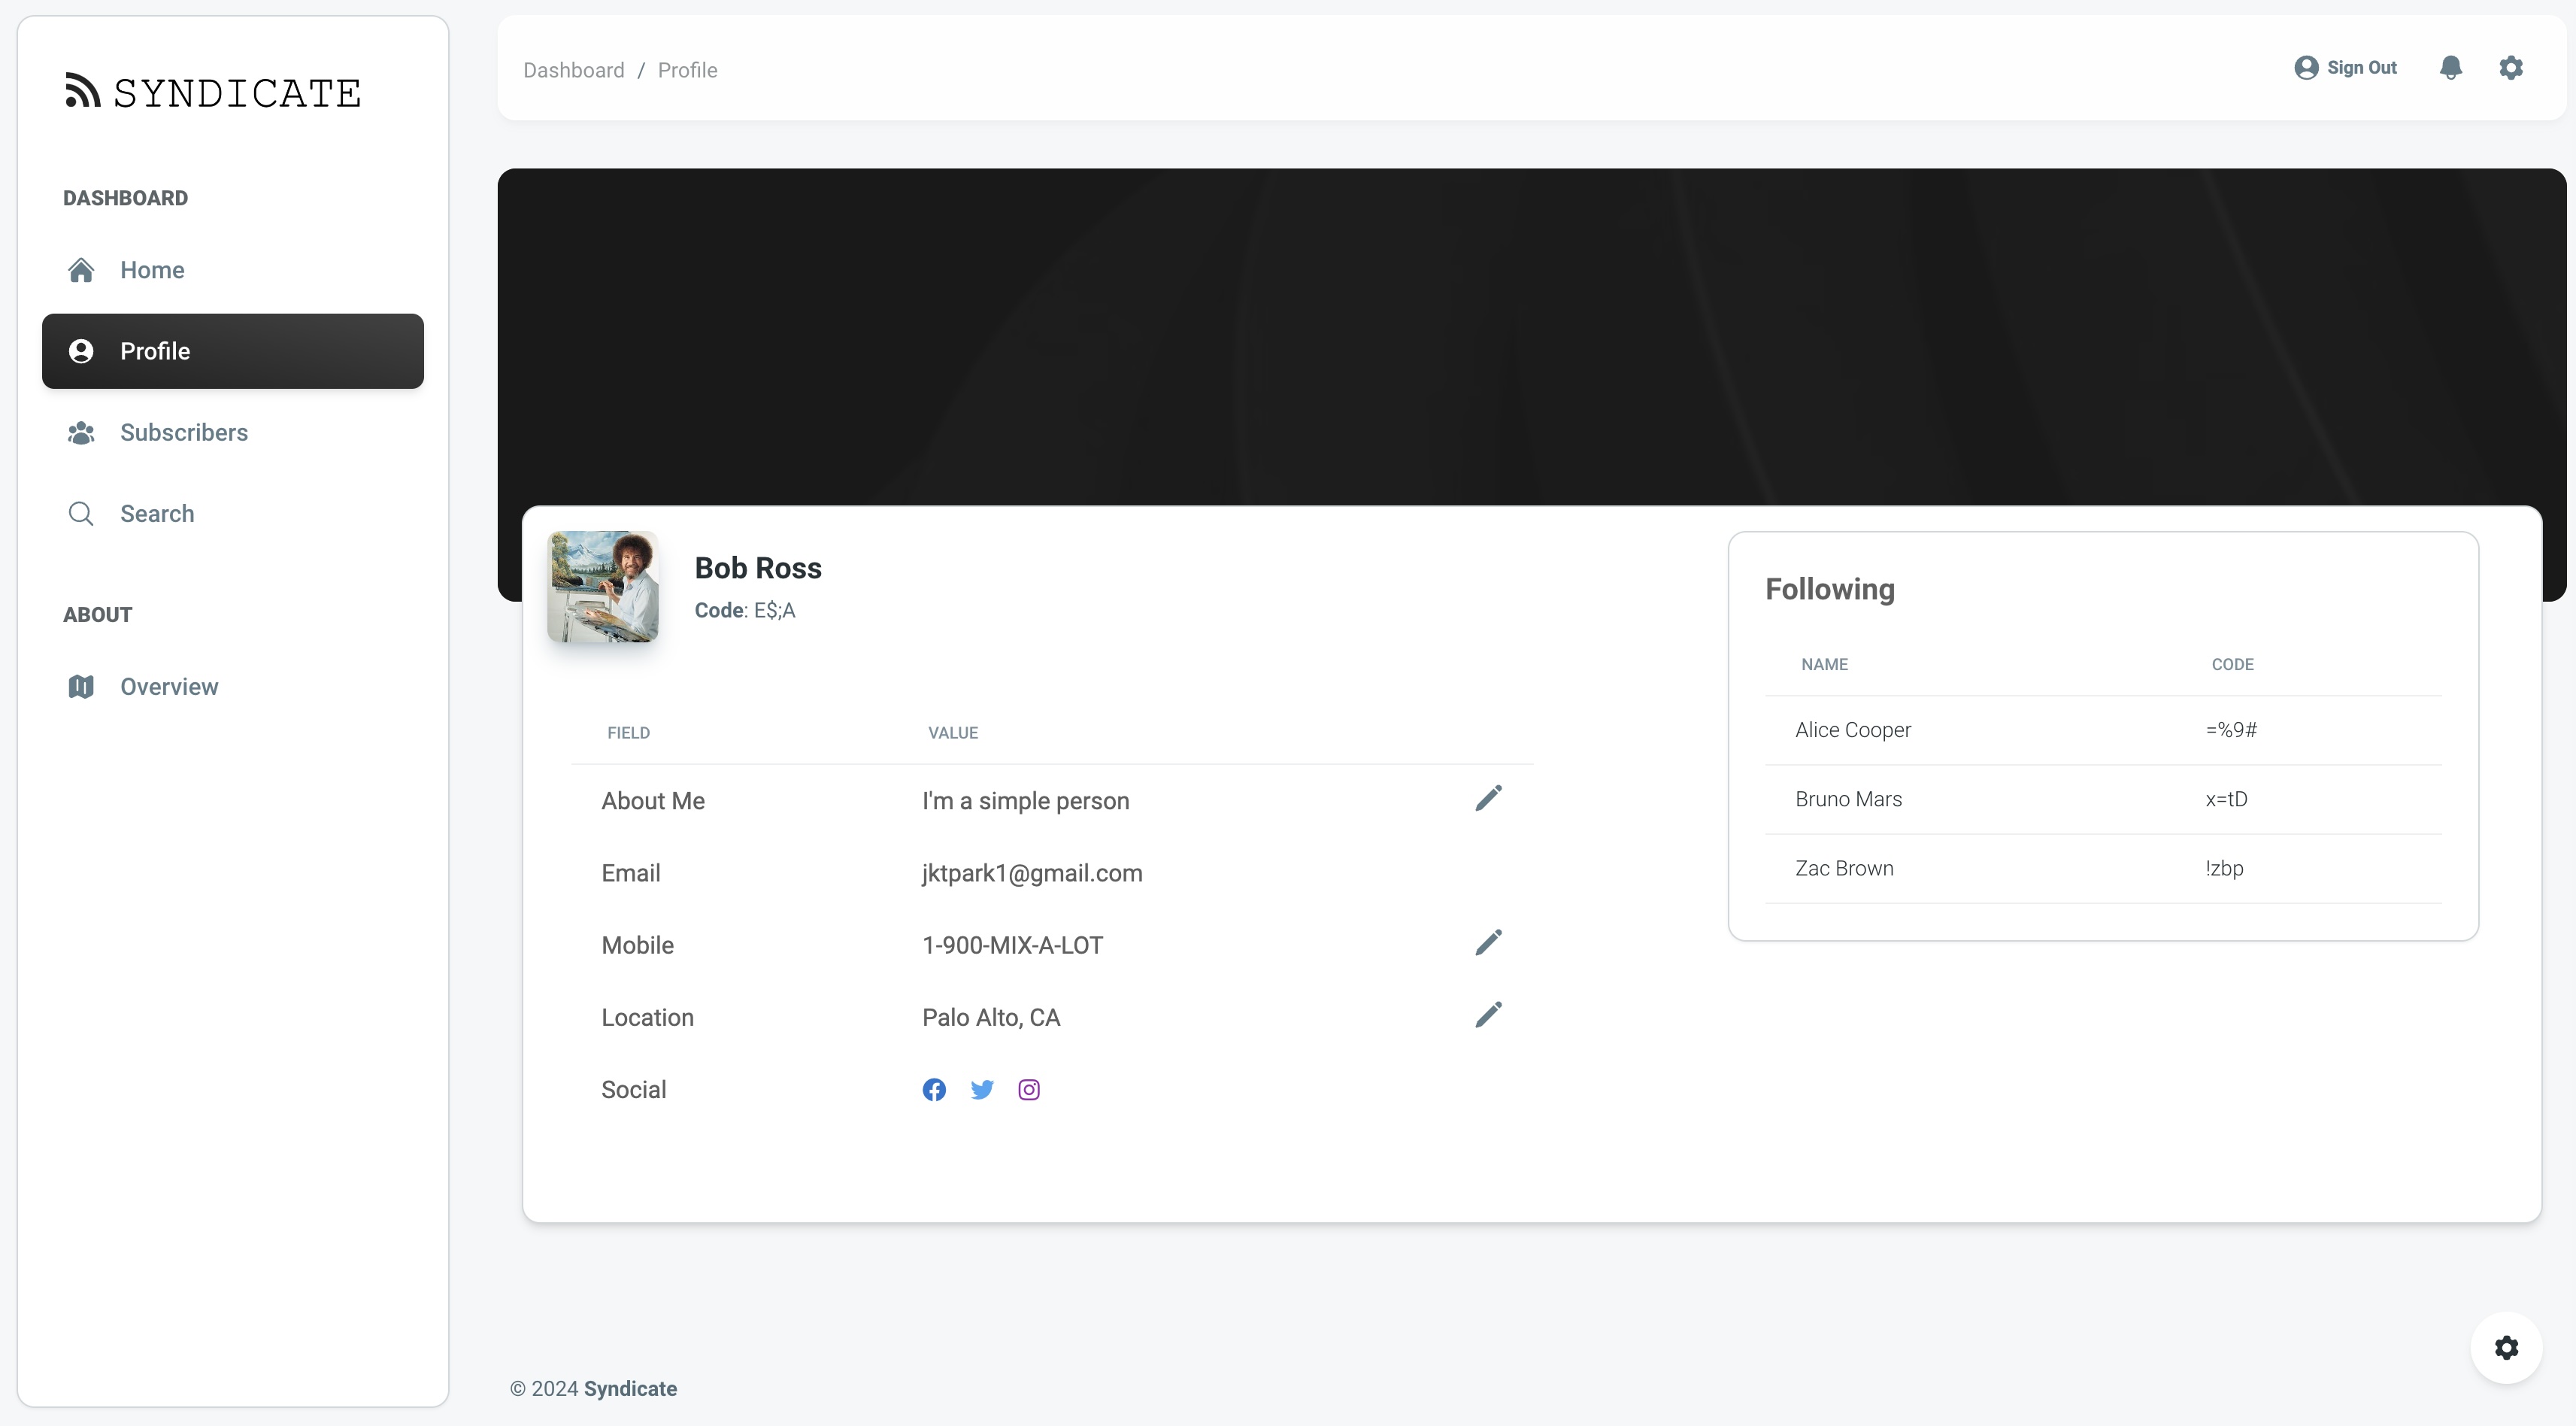 SYNDICATE
DASHBOARD
Home
Profile
Subscribers
Search
ABOUT
Overview
Dashboard / Profile
Sign Out
Bob Ross
Code: E$;A
FIELD VALUE
About Me I'm a simple person
Email jktpark1@gmail.com
Mobile 1-900-MIX-A-LOT
Location Palo Alto, CA
Social
Following
NAME CODE
Alice Cooper =%9#
Bruno Mars x=tD
Zac Brown !zbp
© 2024 Syndicate